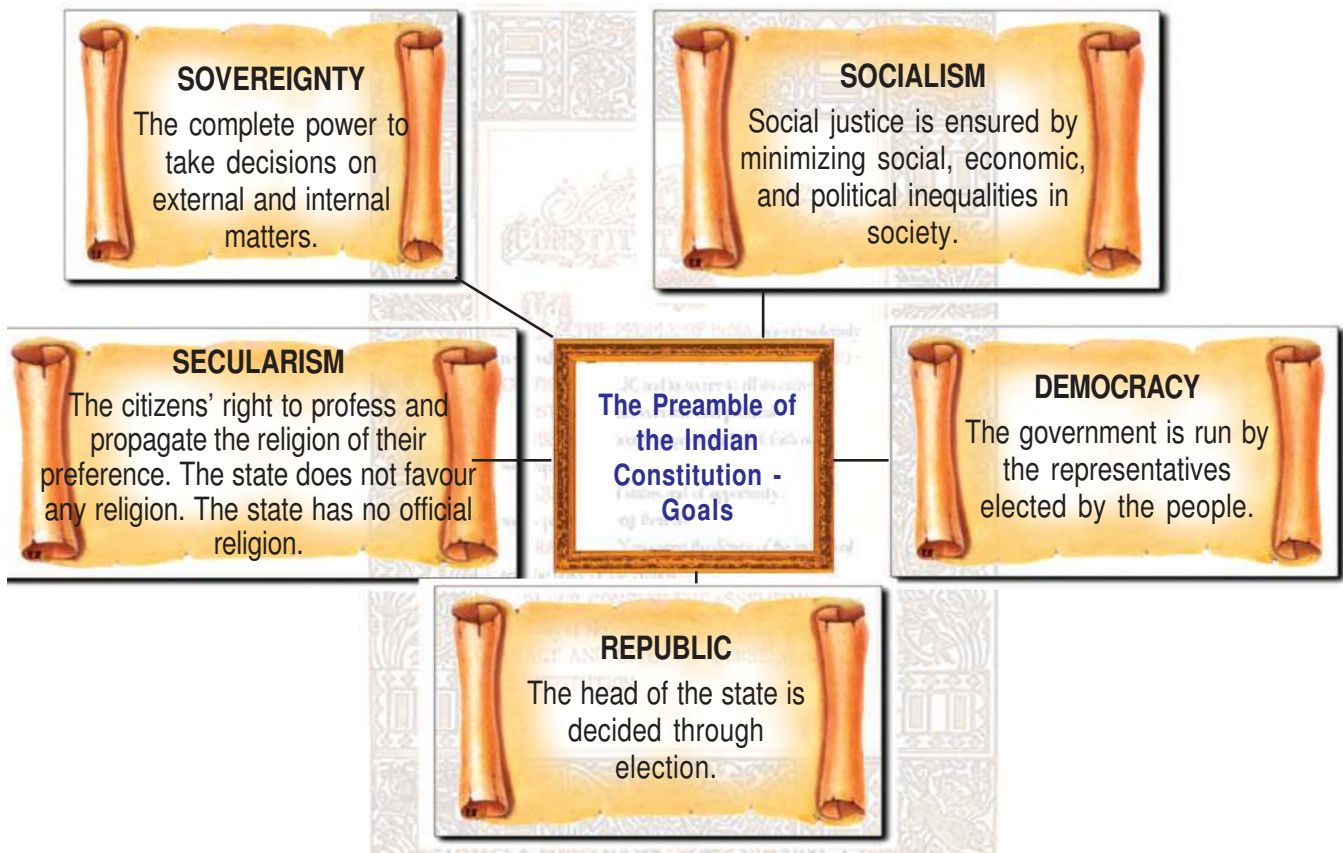 SOVEREIGNTY
The complete power to
take decisions on
external and internal
matters.
SOCIALISM
Social justice is ensured by
minimizing social, economic,
and political inequalities in
society.
SECULARISM
The citizens' right to profess and
propagate the religion of their
preference. The state does not favour
any religion. The state has no official
religion.
The Preamble of
the Indian
Constitution -
Goals
DEMOCRACY
The government is run by
the representatives
elected by the people.
REPUBLIC
The head of the state is
decided through
election.
THE PEOPLE OF INDIA